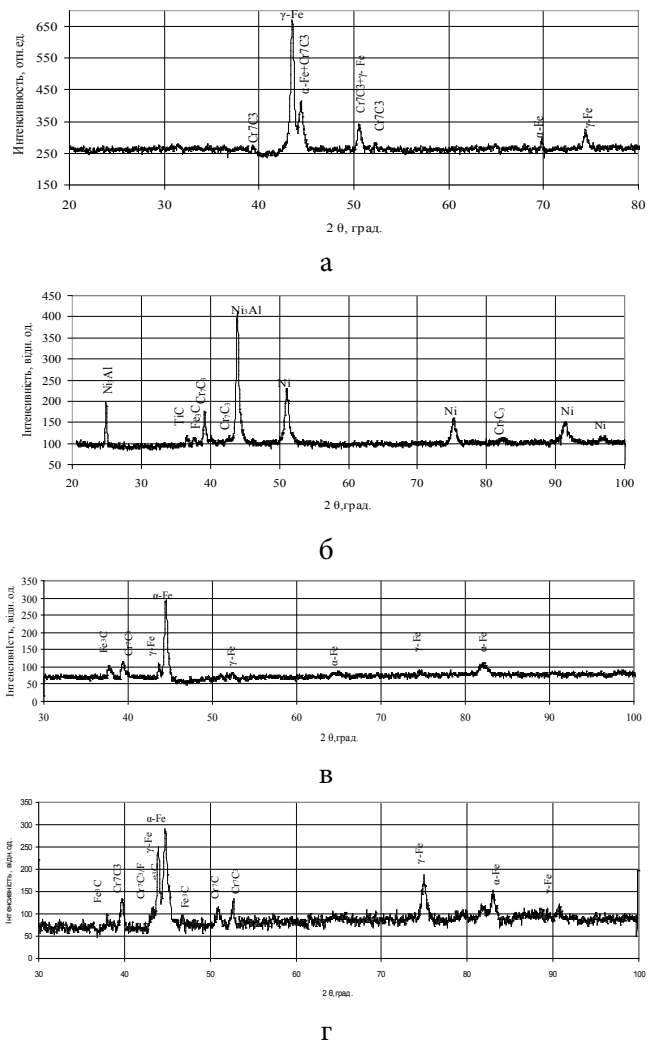 γ-Fe
α-Fe+Cr7C3
Cr7C3+γ- Fe
Cr7C3
Cr7C3
α-Fe
γ-Fe
Интенсивность, отн.ед.
650
550
450
350
250
150
20 30 40 50 60 70 80
2 θ, град.
а
Ni₃Al
Ni₃Al
TiC
Fe₃C
Cr₇C₃
Cr₇C₃
Ni
Ni
Cr₇C₃
Ni
Ni
Інтенсивність, відн. од.
450
400
350
300
250
200
150
100
50
20 30 40 50 60 70 80 90 100
2 θ,град.
б
α-Fe
Fe³C
γ-Fe
γ-Fe
α-Fe
γ-Fe
α-Fe
Інтенсивність, відн. од.
350
300
250
200
150
100
50
0
30 40 50 60 70 80 90 100
2 θ,град.
в
α-Fe
γ-Fe
Fe³C
Cr7C3
Fe³C
γ-Fe
α-Fe
γ-Fe
Інтенсивність, відн.од.
350
300
250
200
150
100
50
0
30 40 50 60 70 80 90 100
2 θ,град.
г